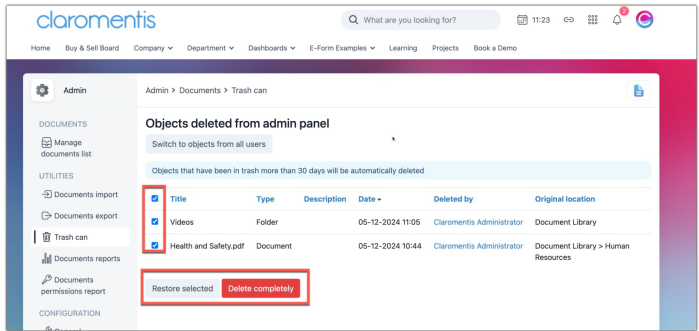 claromentis
What are you looking for?
11:23
2
Home Buy & Sell Board Company Department Dashboards E-Form Examples Learning Projects Book a Demo
Admin
Admin > Documents > Trash can
DOCUMENTS
Manage
documents list
UTILITIES
Documents import
Documents export
Trash can
Documents reports
Documents
permissions report
CONFIGURATION
Objects deleted from admin panel
Switch to objects from all users
Objects that have been in trash more than 30 days will be automatically deleted
Title Type Description Date Deleted by Original location
Videos Folder 05-12-2024 11:05 Claromentis Administrator Document Library
Health and Safety.pdf Document 05-12-2024 10:44 Claromentis Administrator Document Library > Human
Resources
Restore selected Delete completely